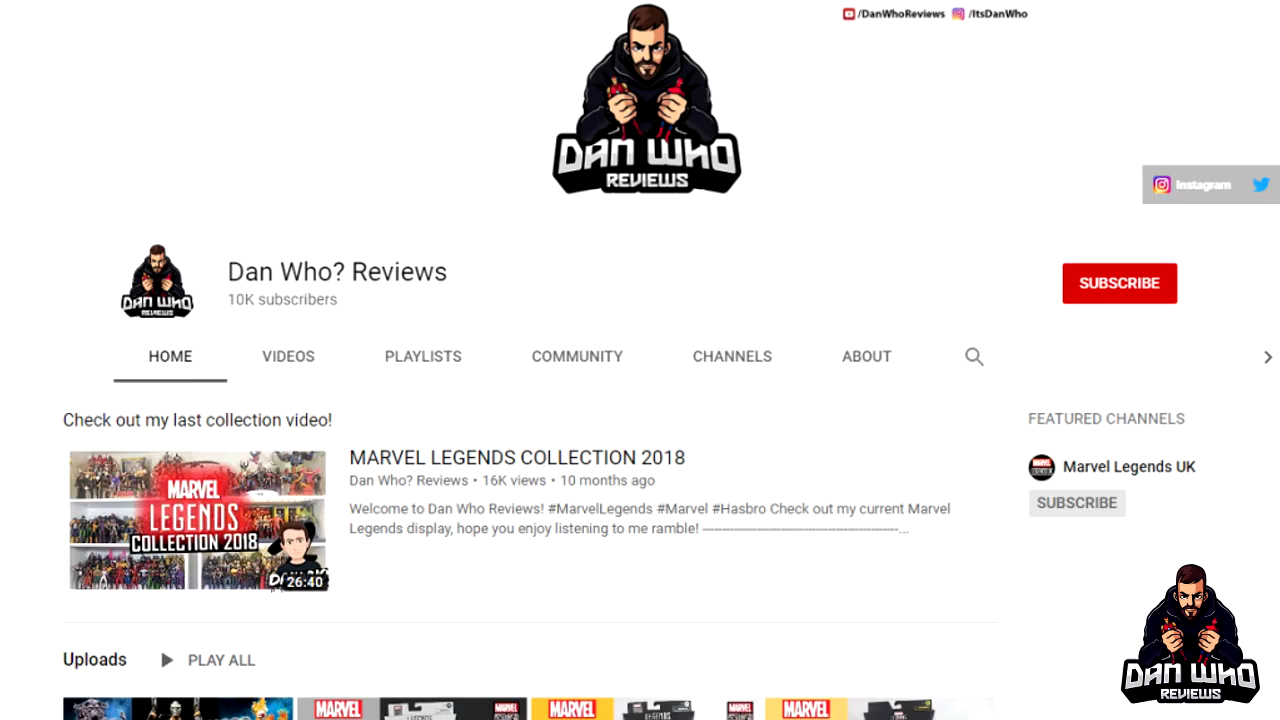 /DanWhoReviews /ItsDanWho
DAN WHO
REVIEWS
Instagram
DAN WHO
REVIEWS
Dan Who? Reviews
10K subscribers
SUBSCRIBE
HOME VIDEOS PLAYLISTS COMMUNITY CHANNELS ABOUT
Check out my last collection video!
MARVEL
LEGENDS
COLLECTION 2018
26:40
MARVEL LEGENDS COLLECTION 2018
Dan Who? Reviews • 16K views • 10 months ago
Welcome to Dan Who Reviews! #MarvelLegends #Marvel #Hasbro Check out my current Marvel
Legends display, hope you enjoy listening to me ramble! ----------------------------------------------------...
FEATURED CHANNELS
Marvel Legends UK
SUBSCRIBE
Uploads PLAY ALL
MARVEL
MARVEL
MARVEL
DAN WHO
REVIEWS